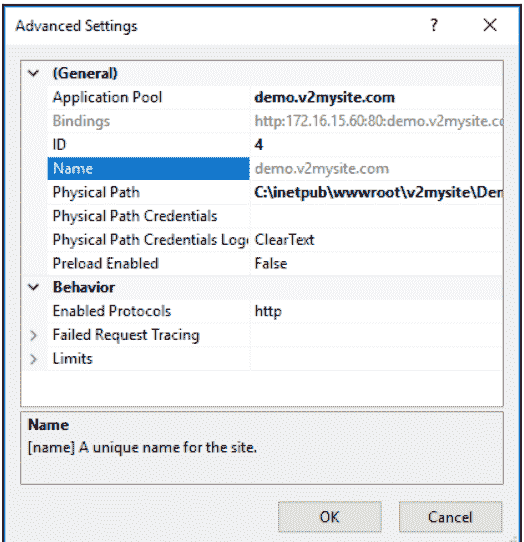 Advanced Settings ? ✕
(General)
Application Pool demo.v2mysite.com
Bindings http:172.16.15.60:80:demo.v2mysite.co
ID 4
Name demo.v2mysite.com
Physical Path C:\inetpub\wwwroot\v2mysite\Den
Physical Path Credentials
Physical Path Credentials Logo ClearText
Preload Enabled False
Behavior
Enabled Protocols http
Failed Request Tracing
Limits
Name
[name] A unique name for the site.
OK Cancel